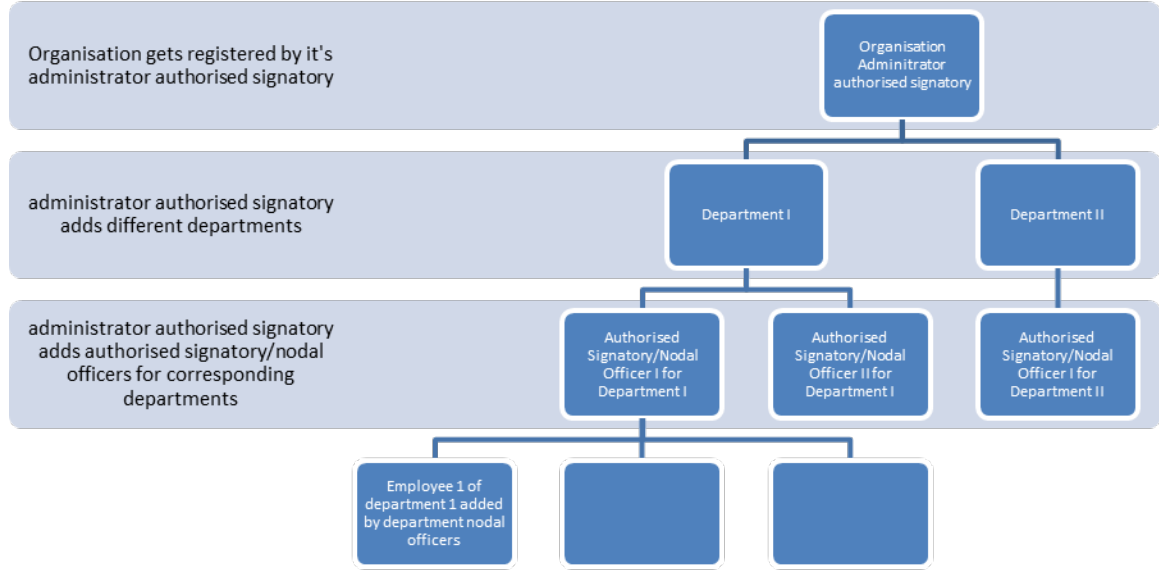 Organisation gets registered by it's
administrator authorised signatory
Organisation
Adminitrator
authorised signatory
administrator authorised signatory
adds different departments
Department I
Department II
administrator authorised signatory
adds authorised signatory/nodal
officers for corresponding
departments
Authorised
Signatory/Nodal
Officer I for
Department I
Authorised
Signatory/Nodal
Officer II for
Department I
Authorised
Signatory/Nodal
Officer I for
Department II
Employee 1 of
department 1 added
by department nodal
officers